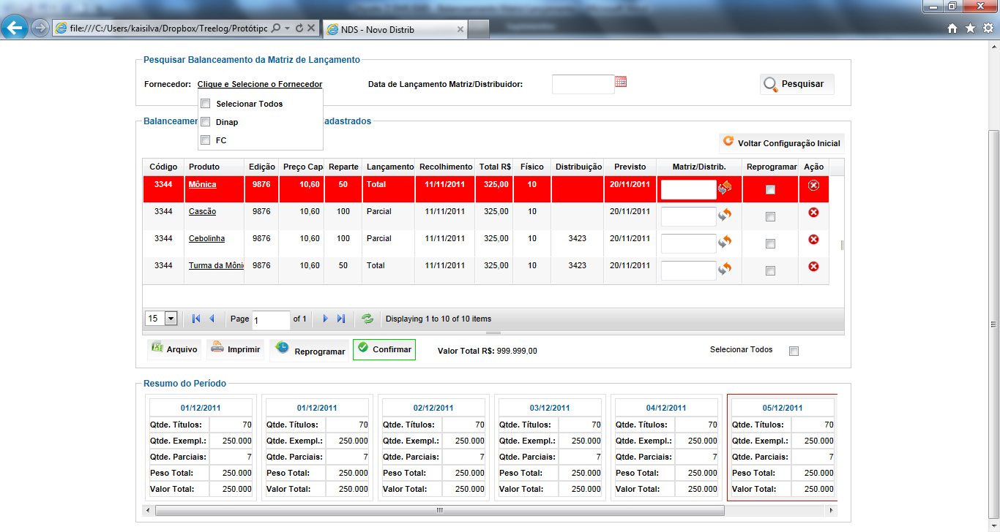 file:///C:/Users/kaisilva/Dropbox/Treelog/Protótipc
NDS - Novo Distrib
Pesquisar Balanceamento da Matriz de Lançamento
Fornecedor: Clique e Selecione o Fornecedor Data de Lançamento Matriz/Distribuidor: Pesquisar
Selecionar Todos
Dinap
FC
Balanceamer Cadastrados
Voltar Configuração Inicial
Código Produto Edição Preço Cap Reparte Lançamento Recolhimento Total R$ Físico Distribuição Previsto Matriz/Distrib. Reprogramar Ação
3344 Mônica 9876 10,60 50 Total 11/11/2011 325,00 10 20/11/2011
3344 Cascão 9876 10,60 100 Parcial 11/11/2011 325,00 10 20/11/2011
3344 Cebolinha 9876 10,60 100 Parcial 11/11/2011 325,00 10 3423 20/11/2011
3344 Turma da Môni 9876 10,60 50 Total 11/11/2011 325,00 10 3423 20/11/2011
15 Page 1 of 1 Displaying 1 to 10 of 10 items
Arquivo Imprimir Reprogramar Confirmar Valor Total R$: 999.999,00 Selecionar Todos
Resumo do Período
01/12/2011 01/12/2011 02/12/2011 03/12/2011 04/12/2011 05/12/2011
Qtde. Títulos: 70 Qtde. Títulos: 70 Qtde. Títulos: 70 Qtde. Títulos: 70 Qtde. Títulos: 70 Qtde. Títulos: 70
Qtde. Exempl.: 250.000 Qtde. Exempl.: 250.000 Qtde. Exempl.: 250.000 Qtde. Exempl.: 250.000 Qtde. Exempl.: 250.000 Qtde. Exempl.: 250.000
Qtde. Parciais: 7 Qtde. Parciais: 7 Qtde. Parciais: 7 Qtde. Parciais: 7 Qtde. Parciais: 7 Qtde. Parciais: 7
Peso Total: 250.000 Peso Total: 250.000 Peso Total: 250.000 Peso Total: 250.000 Peso Total: 250.000 Peso Total: 250.000
Valor Total: 250.000 Valor Total: 250.000 Valor Total: 250.000 Valor Total: 250.000 Valor Total: 250.000 Valor Total: 250.000